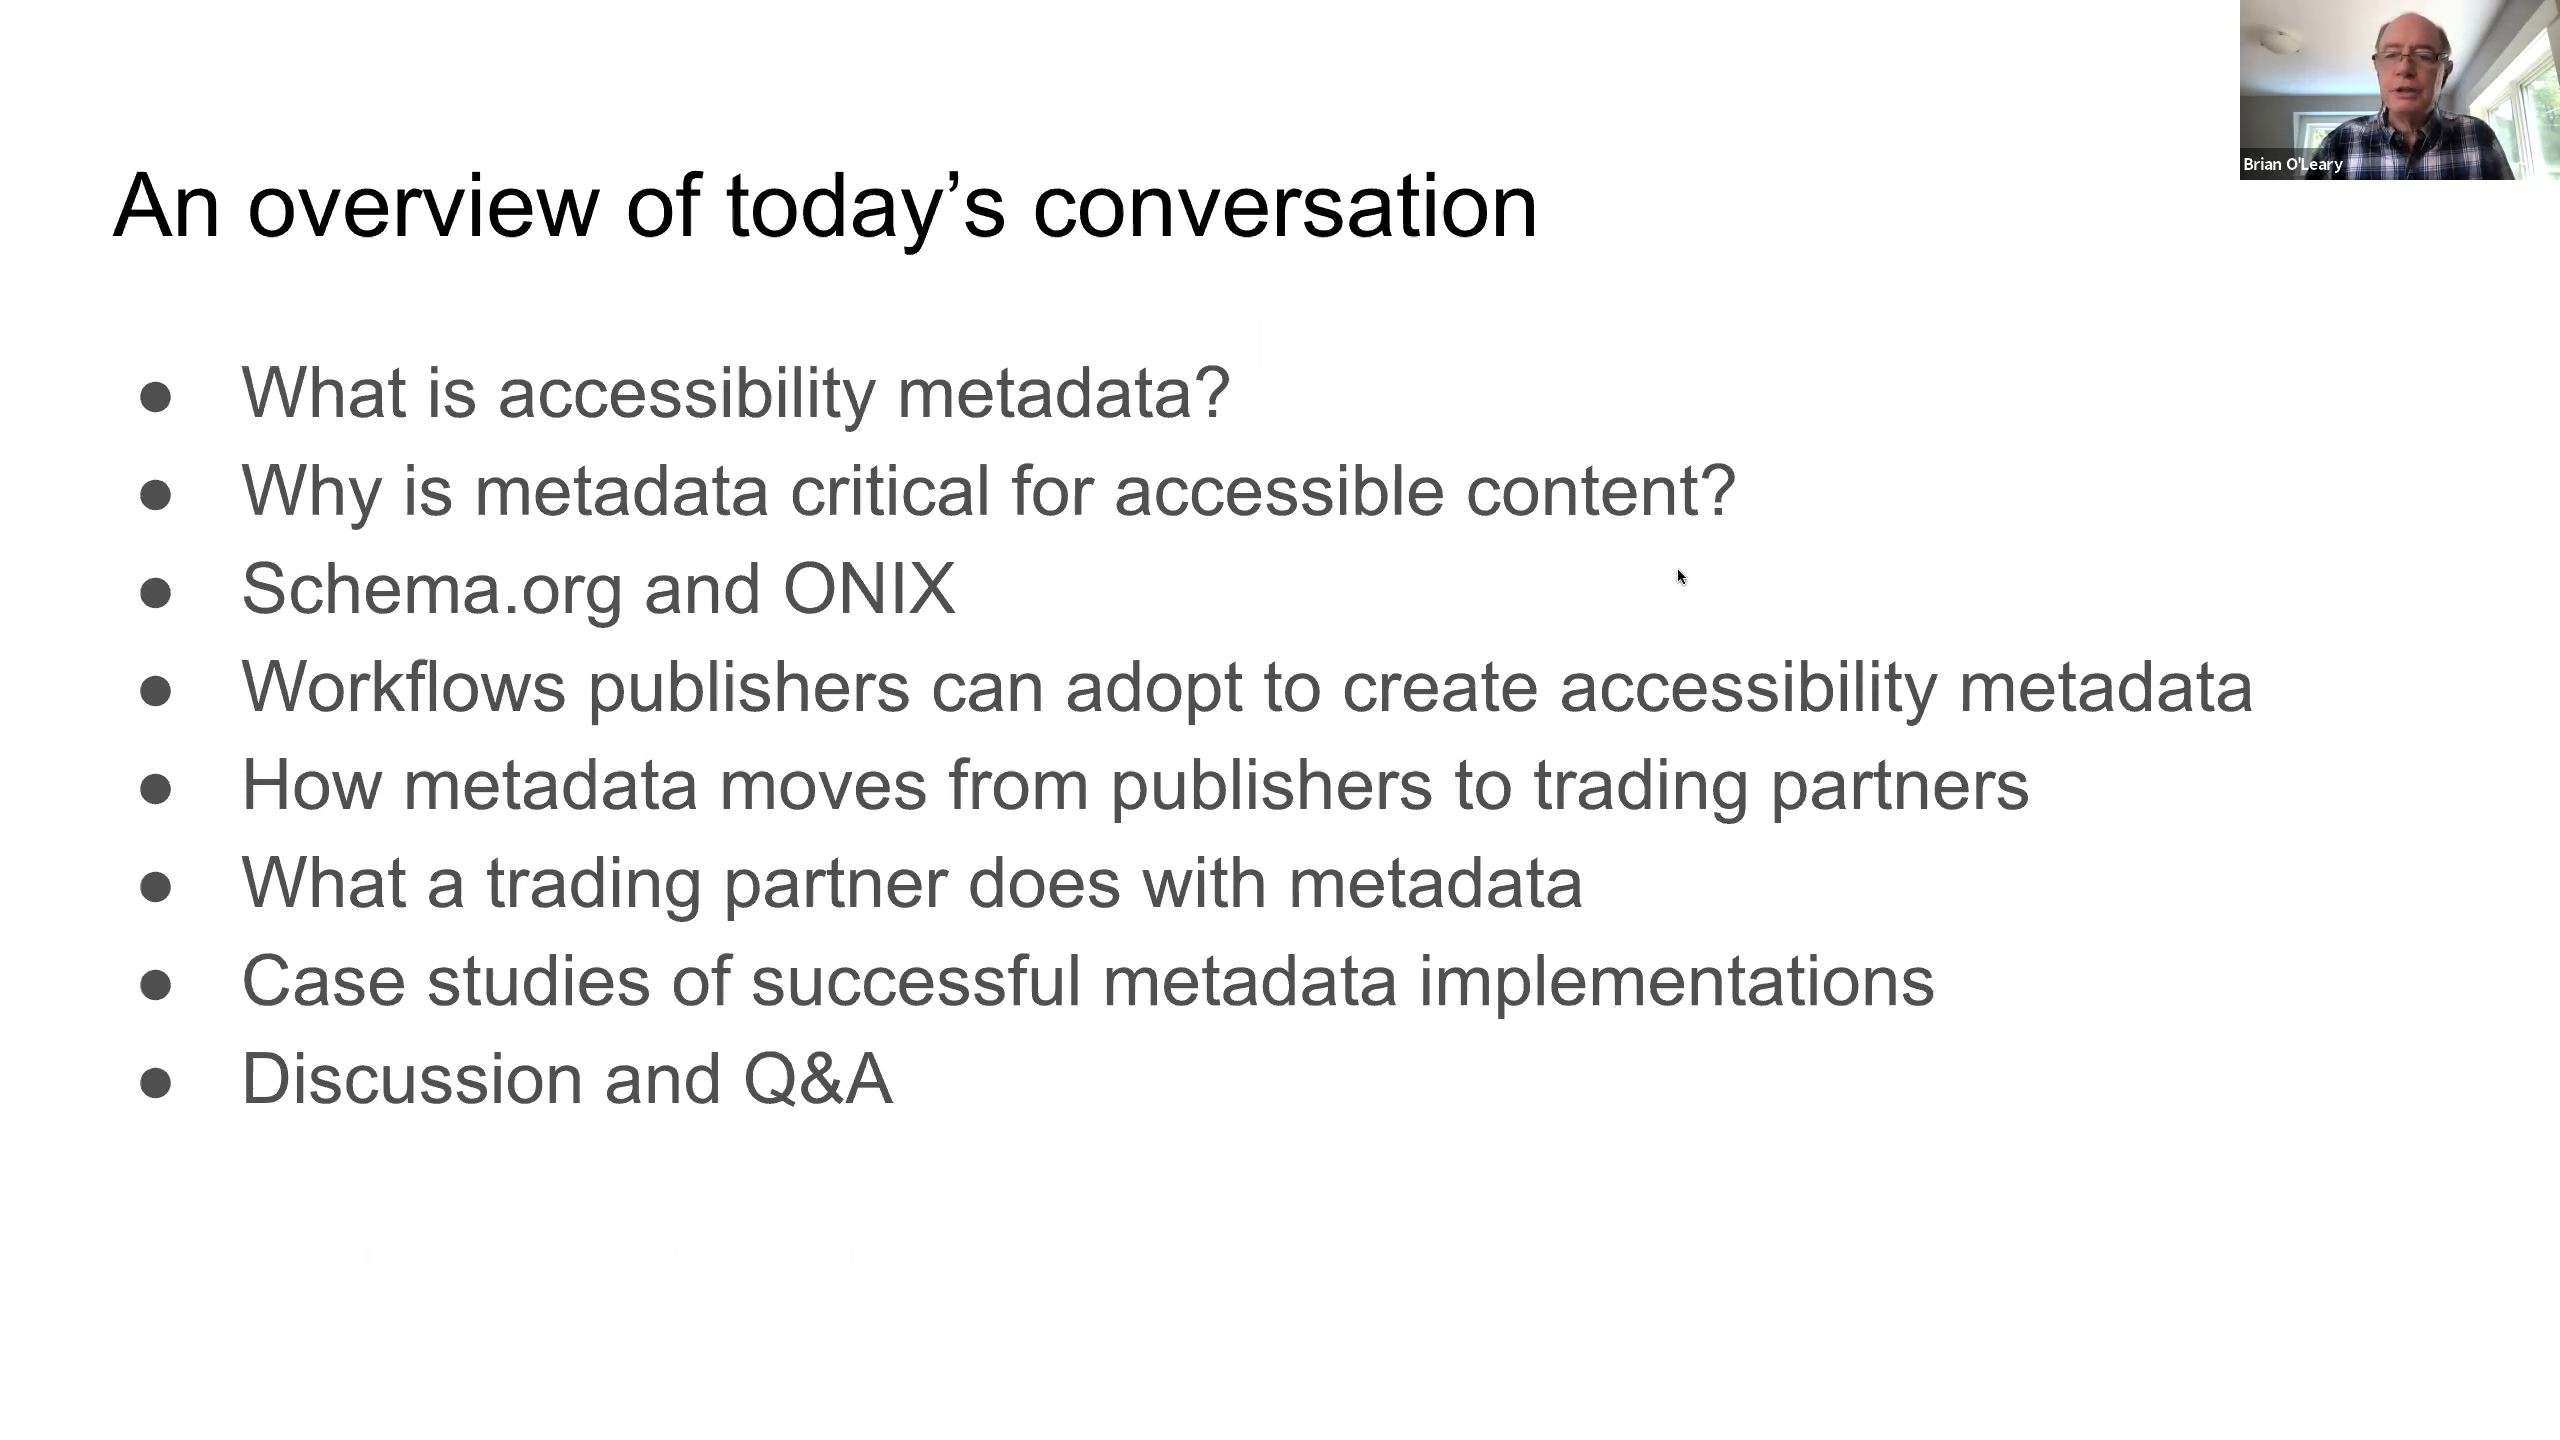 An overview of today’s conversation
● What is accessibility metadata?
● Why is metadata critical for accessible content?
● Schema.org and ONIX
● Workflows publishers can adopt to create accessibility metadata
● How metadata moves from publishers to trading partners
● What a trading partner does with metadata
● Case studies of successful metadata implementations
● Discussion and Q&A
Brian O'Leary